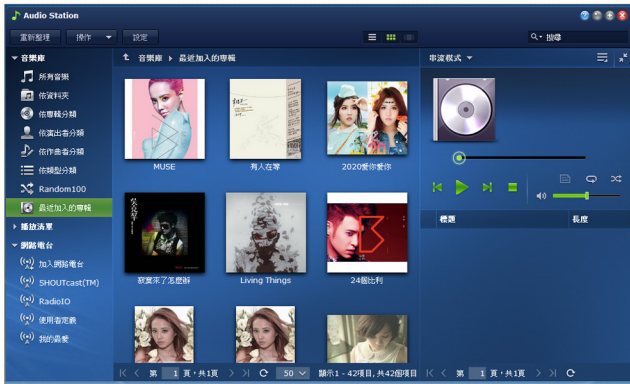 Audio Station
重新整理 操作 設定 搜尋
音樂庫
所有音樂
依資料夾
依專輯分類
依演出者分類
依作曲者分類
依類型分類
Random100
最近加入的專輯
播放清單
網路電台
加入網路電台
SHOUTcast(TM)
RadioIO
使用者定義
我的最愛
音樂庫 ▸ 最近加入的專輯
MUSE
有人在等
2020愛你愛你
寂寞來了怎麼辦
Living Things
24個比利
第 1 頁，共1頁 50 顯示1 - 42項目, 共42個項目
串流模式
標題 長度
第 1 頁，共1頁